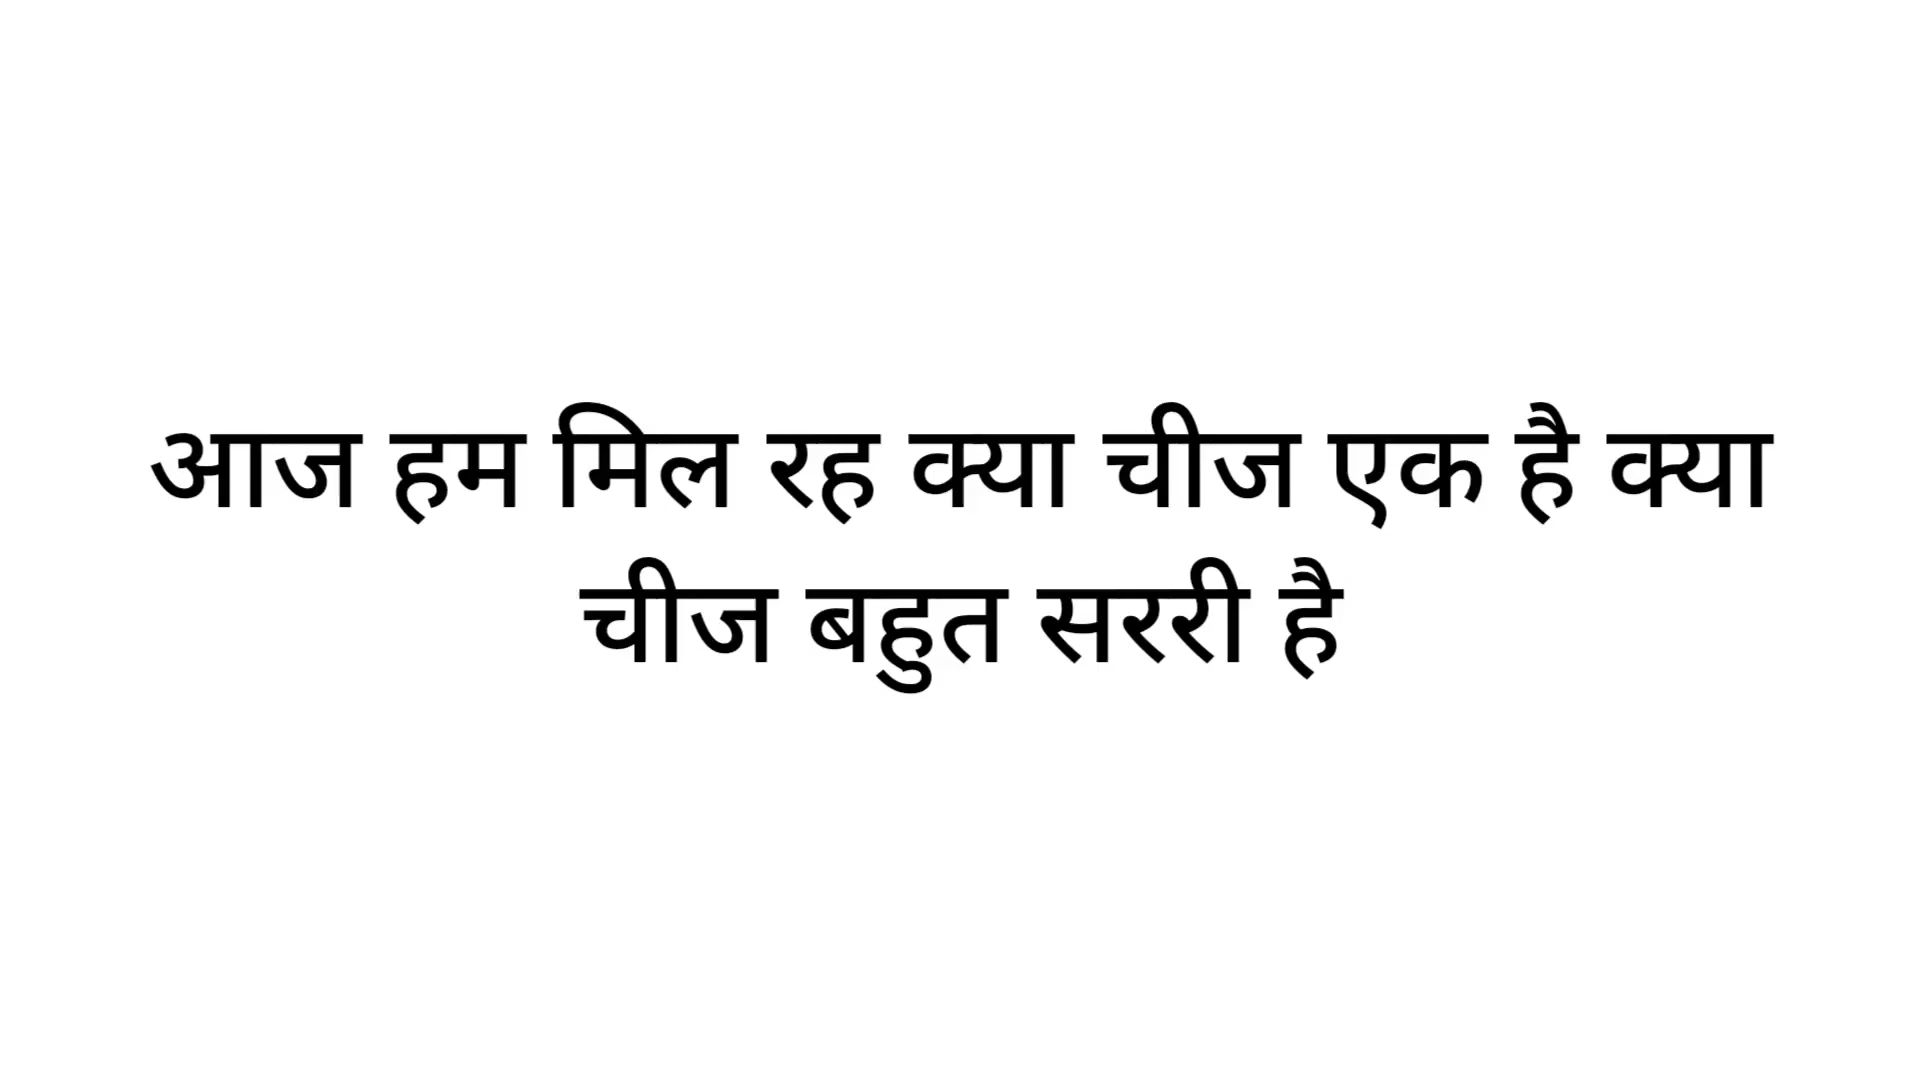 आज हम मिल रह क्या चीज एक है क्या
चीज बहुत सररी है